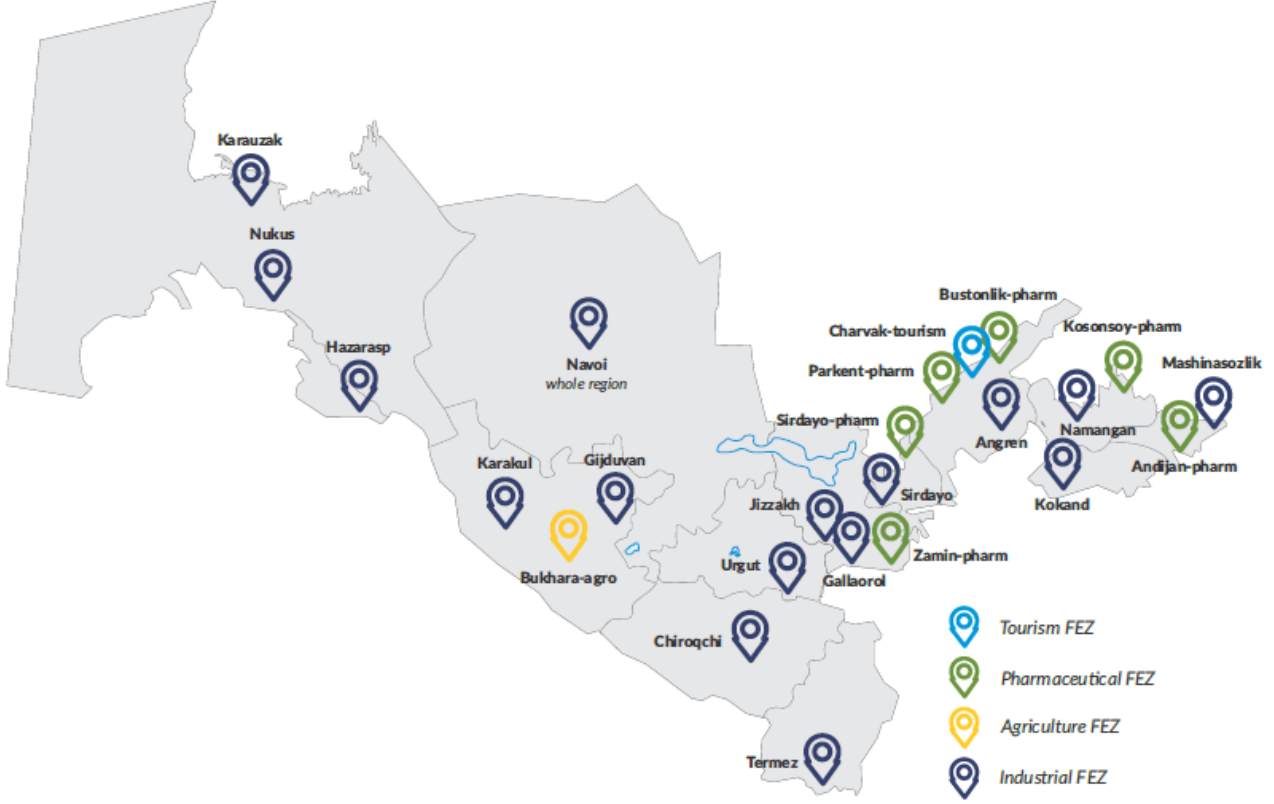 Karauzak
Nukus
Hazarasp
Navoi
whole region
Bustonlik-pharm
Charvak-tourism
Kosonsoy-pharm
Parkent-pharm
Mashinasozlik
Sirdayo-pharm
Angren
Namangan
Andijan-pharm
Karakul
Gijduvan
Jizzakh
Sirdayo
Kokand
Bukhara-agro
Urgut
Gallaorol
Zamin-pharm
Chiroqchi
Termez
Tourism FEZ
Pharmaceutical FEZ
Agriculture FEZ
Industrial FEZ